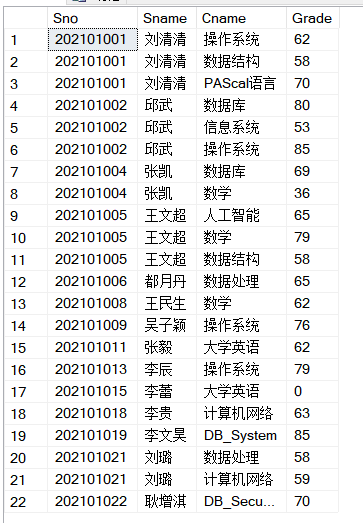 Sno Sname Cname Grade
1 202101001 刘清清 操作系统 62
2 202101001 刘清清 数据结构 58
3 202101001 刘清清 PAScal语言 70
4 202101002 邱武 数据库 80
5 202101002 邱武 信息系统 53
6 202101002 邱武 操作系统 85
7 202101004 张凯 数据库 69
8 202101004 张凯 数学 36
9 202101005 王文超 人工智能 65
10 202101005 王文超 数学 79
11 202101005 王文超 数据结构 58
12 202101006 都月丹 数据处理 65
13 202101008 王民生 数学 62
14 202101009 吴子颖 操作系统 76
15 202101011 张毅 大学英语 62
16 202101013 李辰 操作系统 79
17 202101015 李蕾 大学英语 0
18 202101018 李贵 计算机网络 63
19 202101019 李文昊 DB_System 85
20 202101021 刘璐 数据处理 58
21 202101021 刘璐 计算机网络 59
22 202101022 耿增淇 DB_Secu... 70